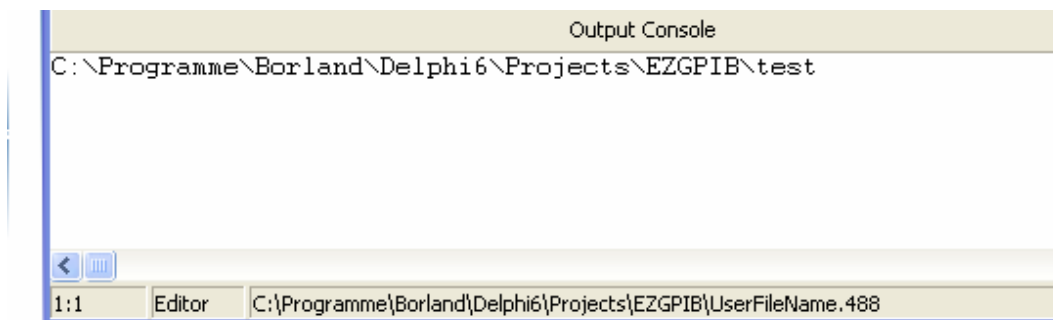 Output Console
C:\Programme\Borland\Delphi6\Projects\EZGPIB\test
1:1 Editor C:\Programme\Borland\Delphi6\Projects\EZGPIB\UserFileName.488